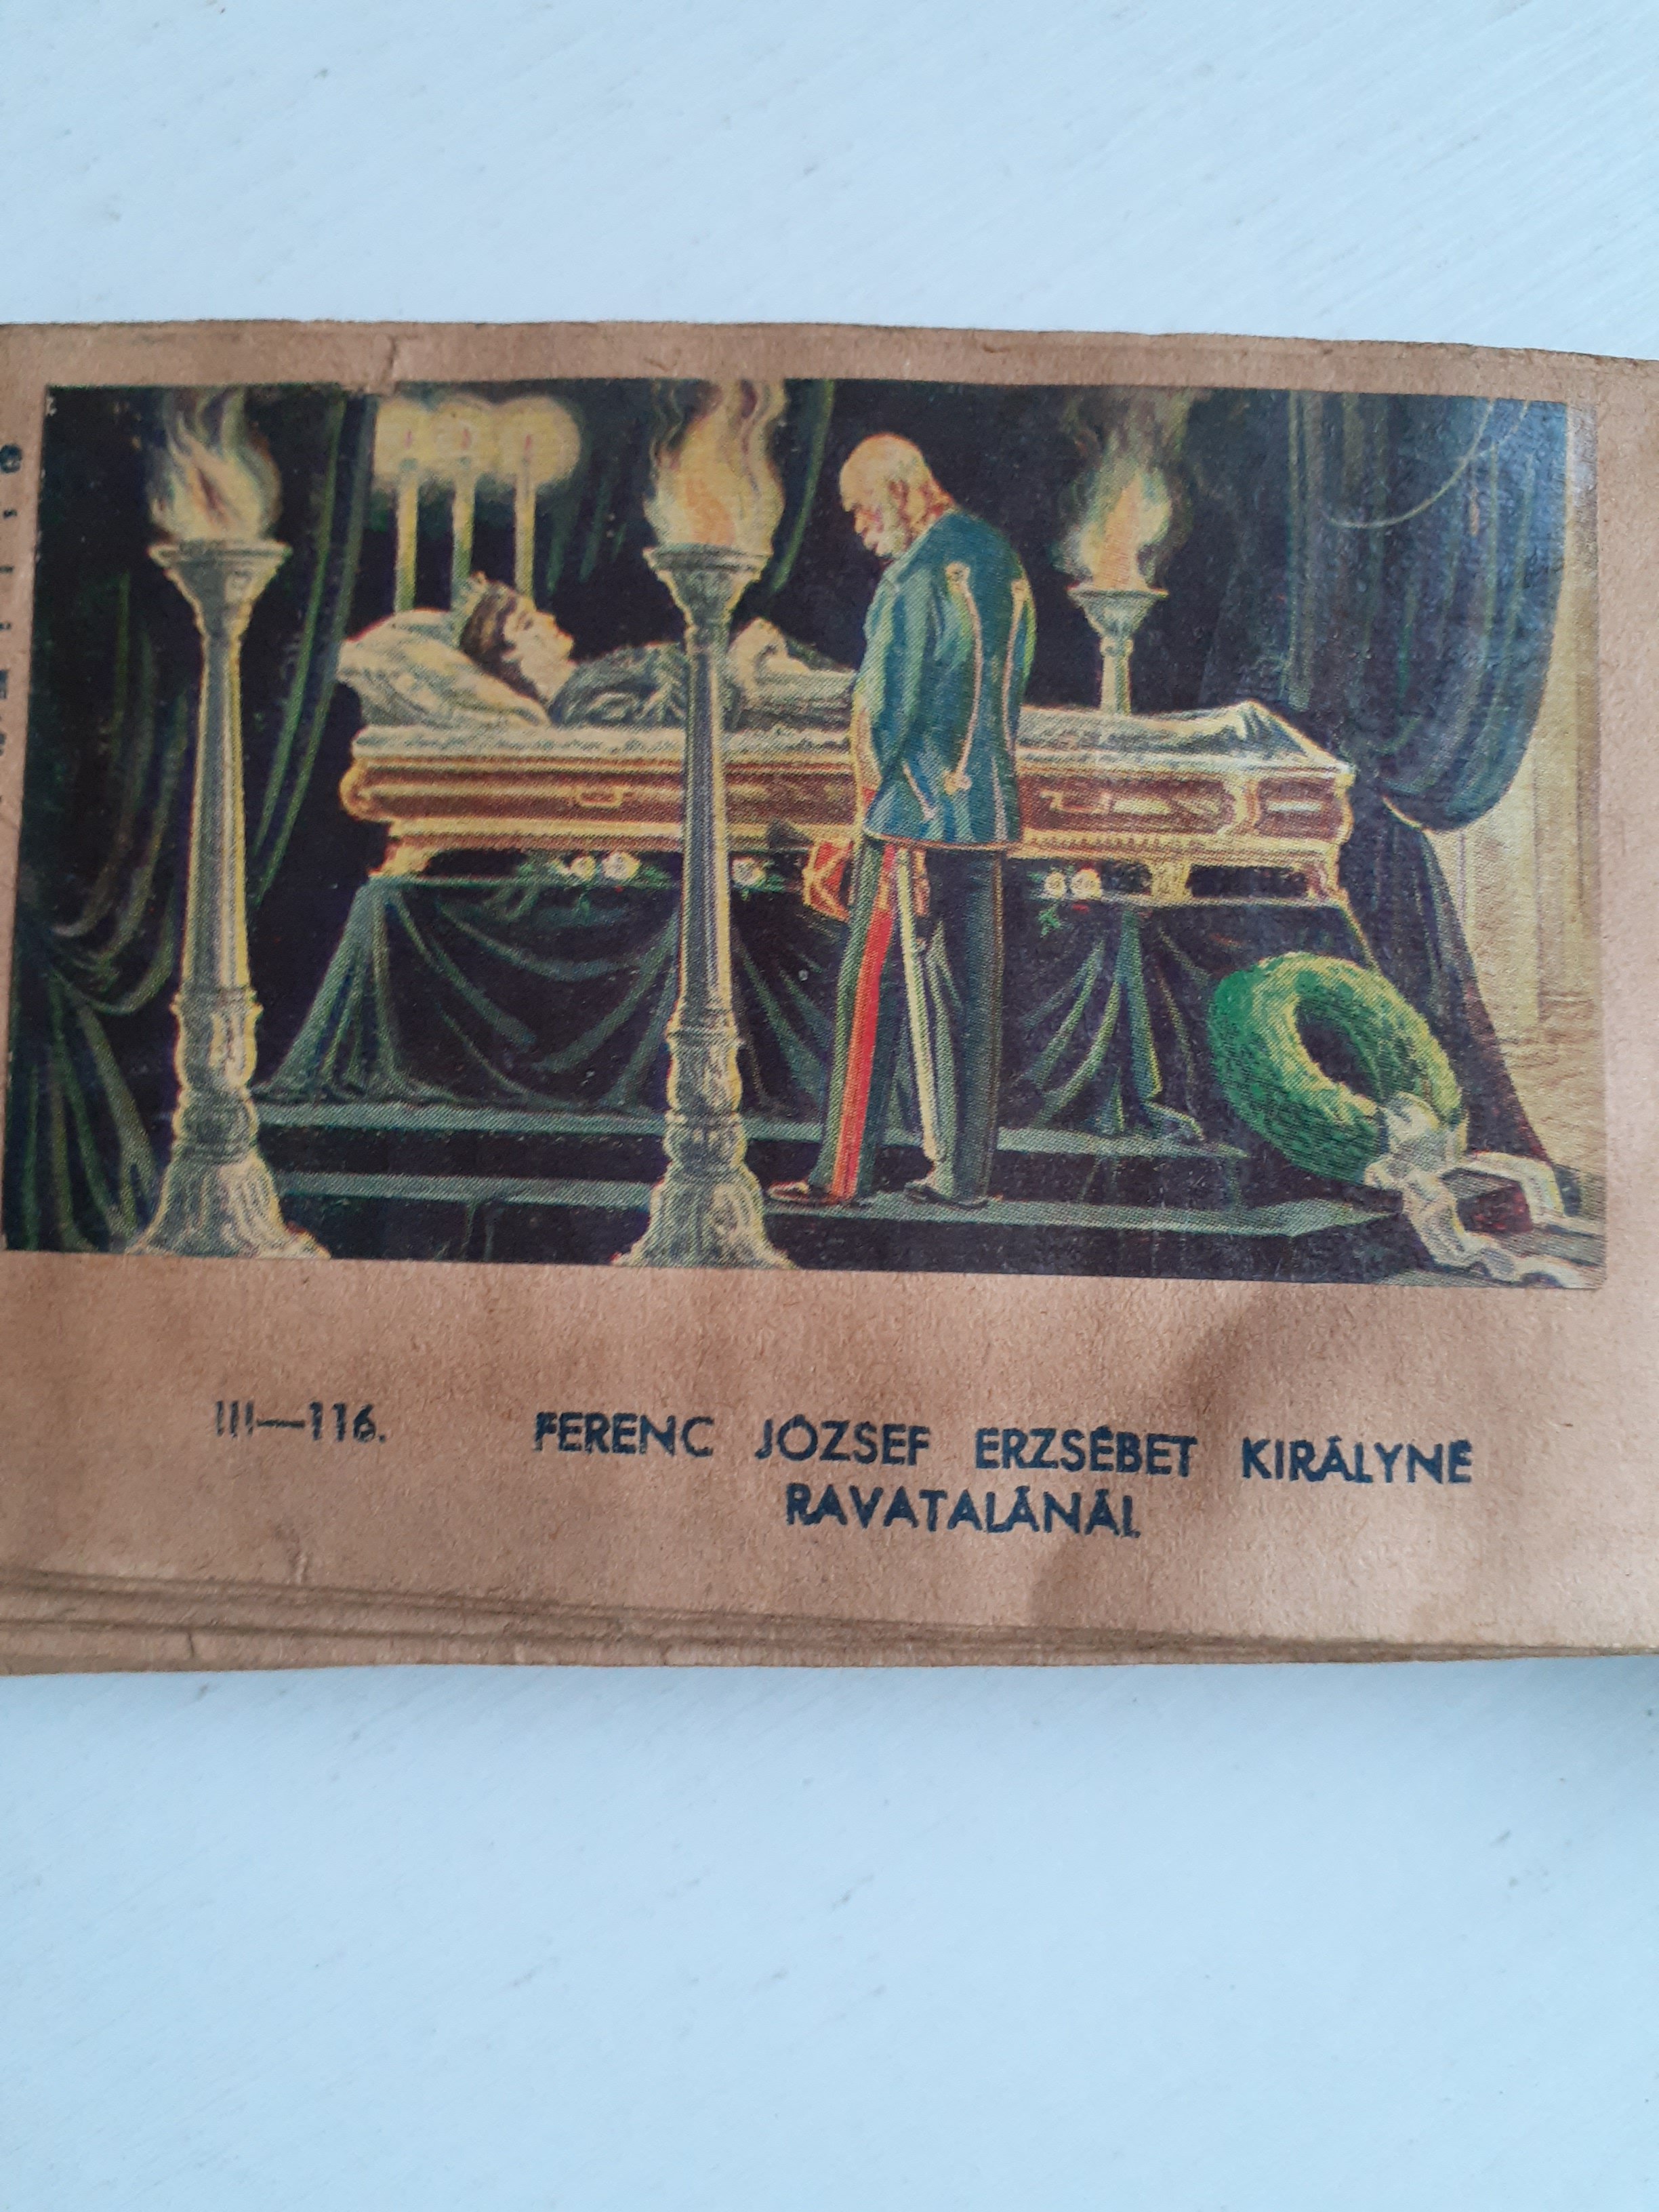 III—116. FERENC JÓZSEF ERZSÉBET KIRÁLYNÉ
RAVATALÁNÁL